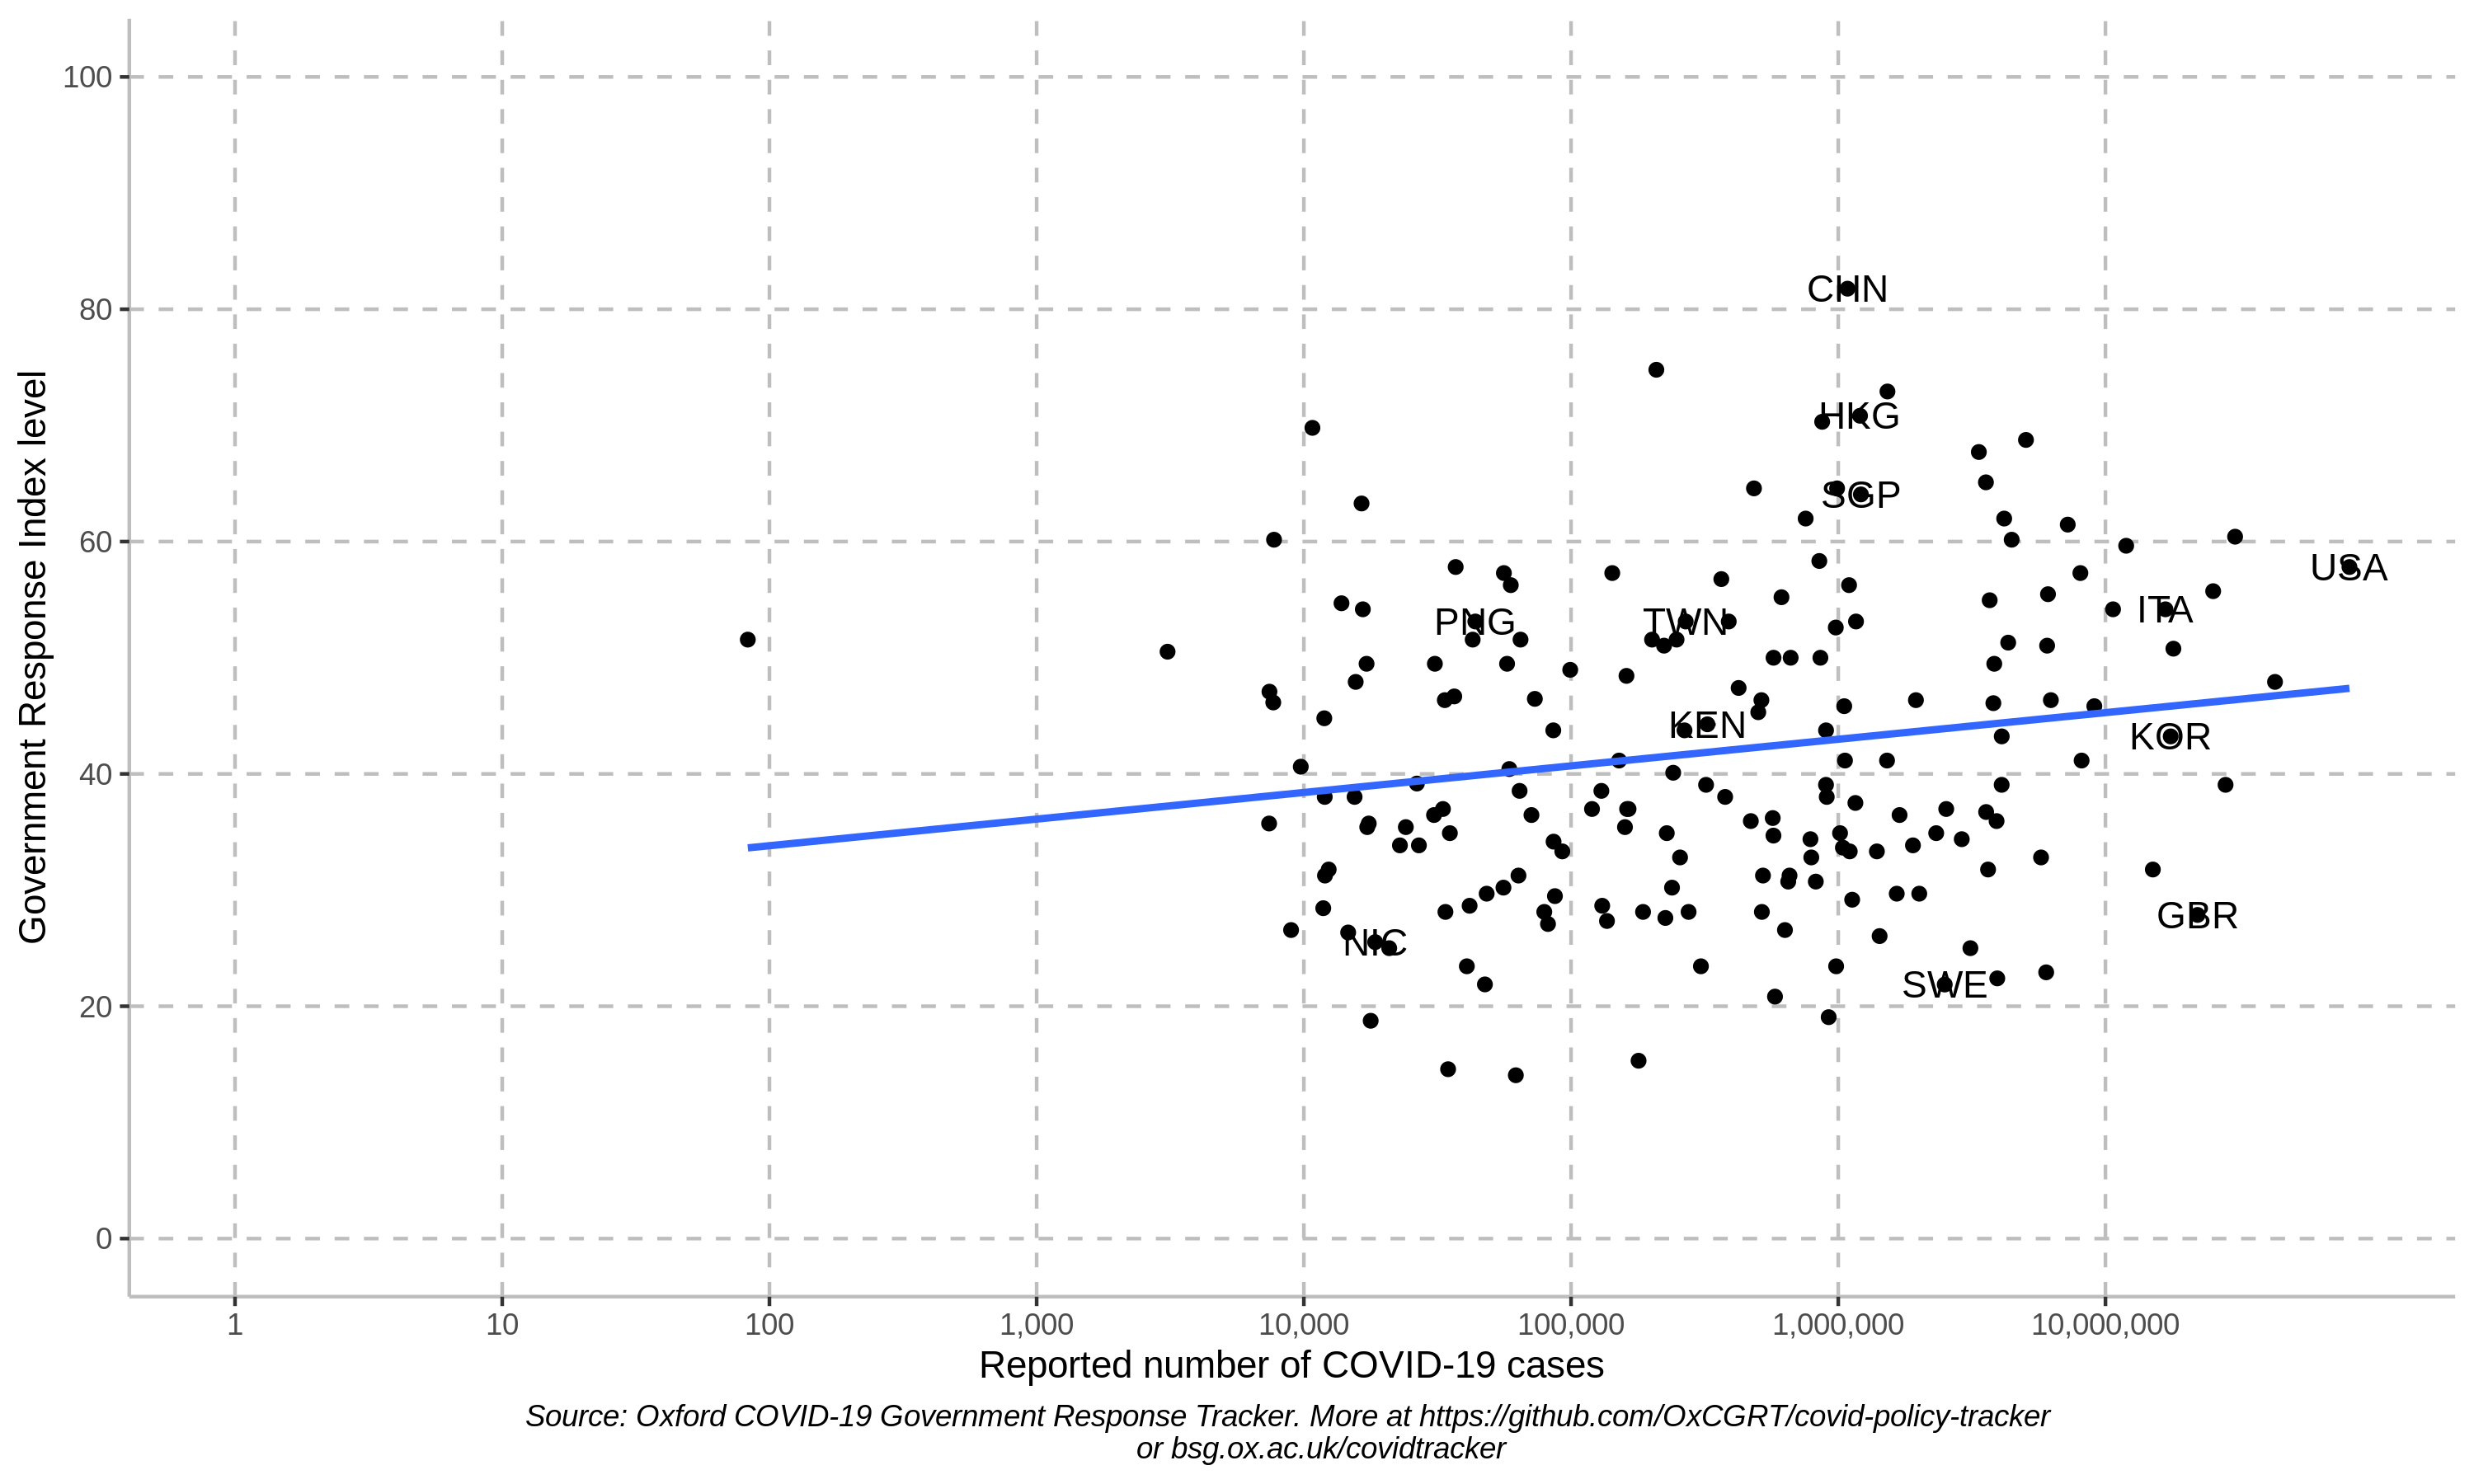 100
80
60
40
20
0
Government Response Index level
CHN
HKG
SGP
USA
ITA
PNG
TWN
KEN
KOR
GBR
NIC
SWE
1
10
100
1,000
10,000
100,000
1,000,000
10,000,000
Reported number of COVID-19 cases
Source: Oxford COVID-19 Government Response Tracker. More at https://github.com/OxCGRT/covid-policy-tracker
or bsg.ox.ac.uk/covidtracker